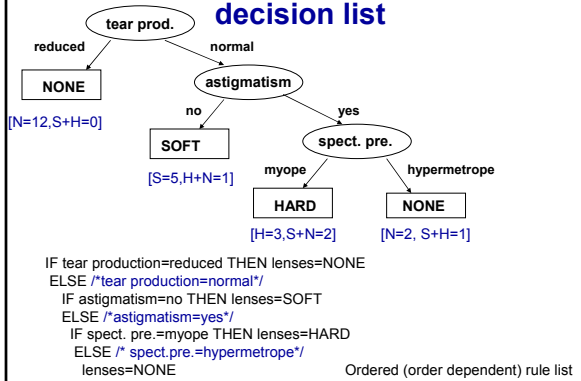 decision list
tear prod.
reduced
normal
NONE
astigmatism
[N=12,S+H=0]
no
yes
SOFT
spect. pre.
[S=5,H+N=1]
myope
hypermetrope
HARD
NONE
[H=3,S+N=2]
[N=2, S+H=1]
IF tear production=reduced THEN lenses=NONE
ELSE /*tear production=normal*/
IF astigmatism=no THEN lenses=SOFT
ELSE /*astigmatism=yes*/
IF spect. pre.=myope THEN lenses=HARD
ELSE /* spect.pre.=hypermetrope*/
lenses=NONE
Ordered (order dependent) rule list